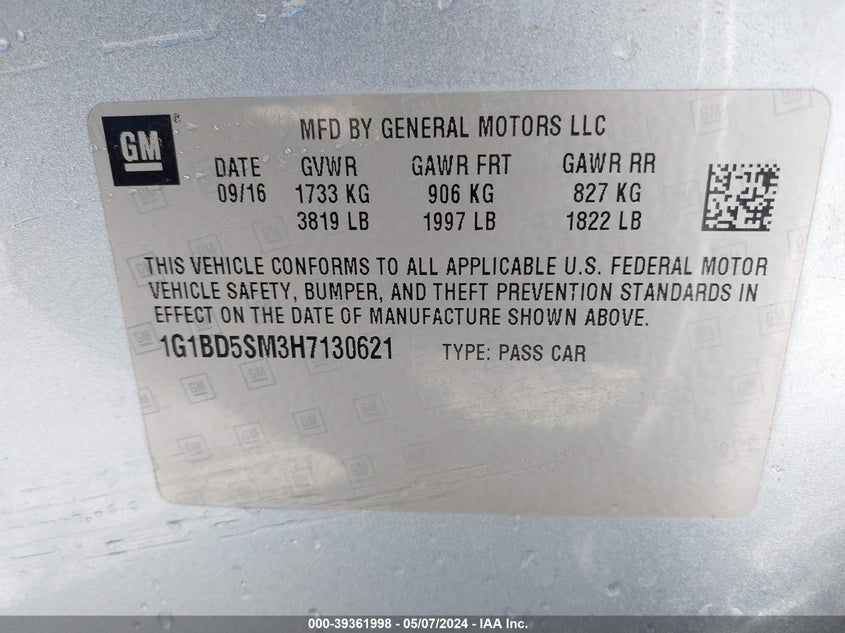 GM
MFD BY GENERAL MOTORS LLC
DATE GVWR GAWR FRT GAWR RR
09/16 1733 KG 906 KG 827 KG
3819 LB 1997 LB 1822 LB
THIS VEHICLE CONFORMS TO ALL APPLICABLE U.S. FEDERAL MOTOR
VEHICLE SAFETY, BUMPER, AND THEFT PREVENTION STANDARDS IN
EFFECT ON THE DATE OF MANUFACTURE SHOWN ABOVE.
1G1BD5SM3H7130621 TYPE: PASS CAR
000-39361998 - 05/07/2024 - IAA Inc.